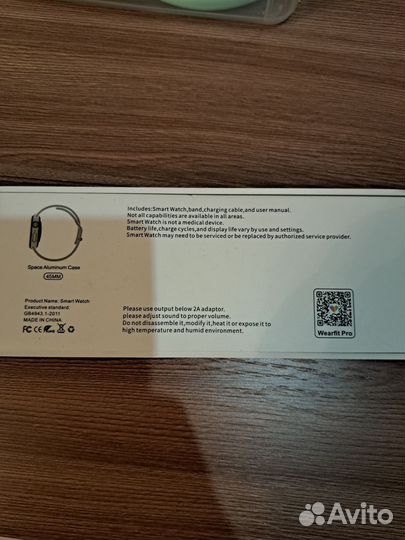 Includes:Smart Watch,band,charging cable,and user manual.
Not all capabilities are available in all areas.
Smart Watch is not a medical device.
Battery life,charge cycles,and display life vary by use and settings.
Smart Watch may need to be serviced or be replaced by authorized service provider.
Space Aluminum Case
45MM
Product Name: Smart Watch
Executive standard:
GB4943.1-2011
MADE IN CHINA
FC CE
Please use output below 2A adaptor,
please adjust sound to proper volume.
Do not disassemble it,modify it,heat it or expose it to
high temperature and humid environment.
Wearfit Pro
Avito